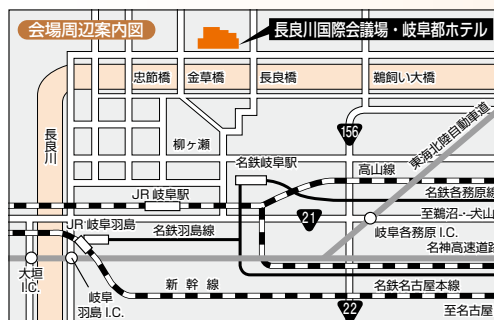 会場周辺案内図
長良川国際会議場・岐阜都ホテル
忠節橋
金華橋
長良橋
鵜飼い大橋
長良川
柳ヶ瀬
156
東海北陸自動車道
名鉄岐阜駅
高山線
JR岐阜駅
名鉄各務原線
21
至鵜沼・犬山
JR岐阜羽島
名鉄羽島線
岐阜各務原I.C.
名神高速道路
大垣
I.C.
岐阜
羽島I.C.
新幹線
名鉄名古屋本線
22
至名古屋